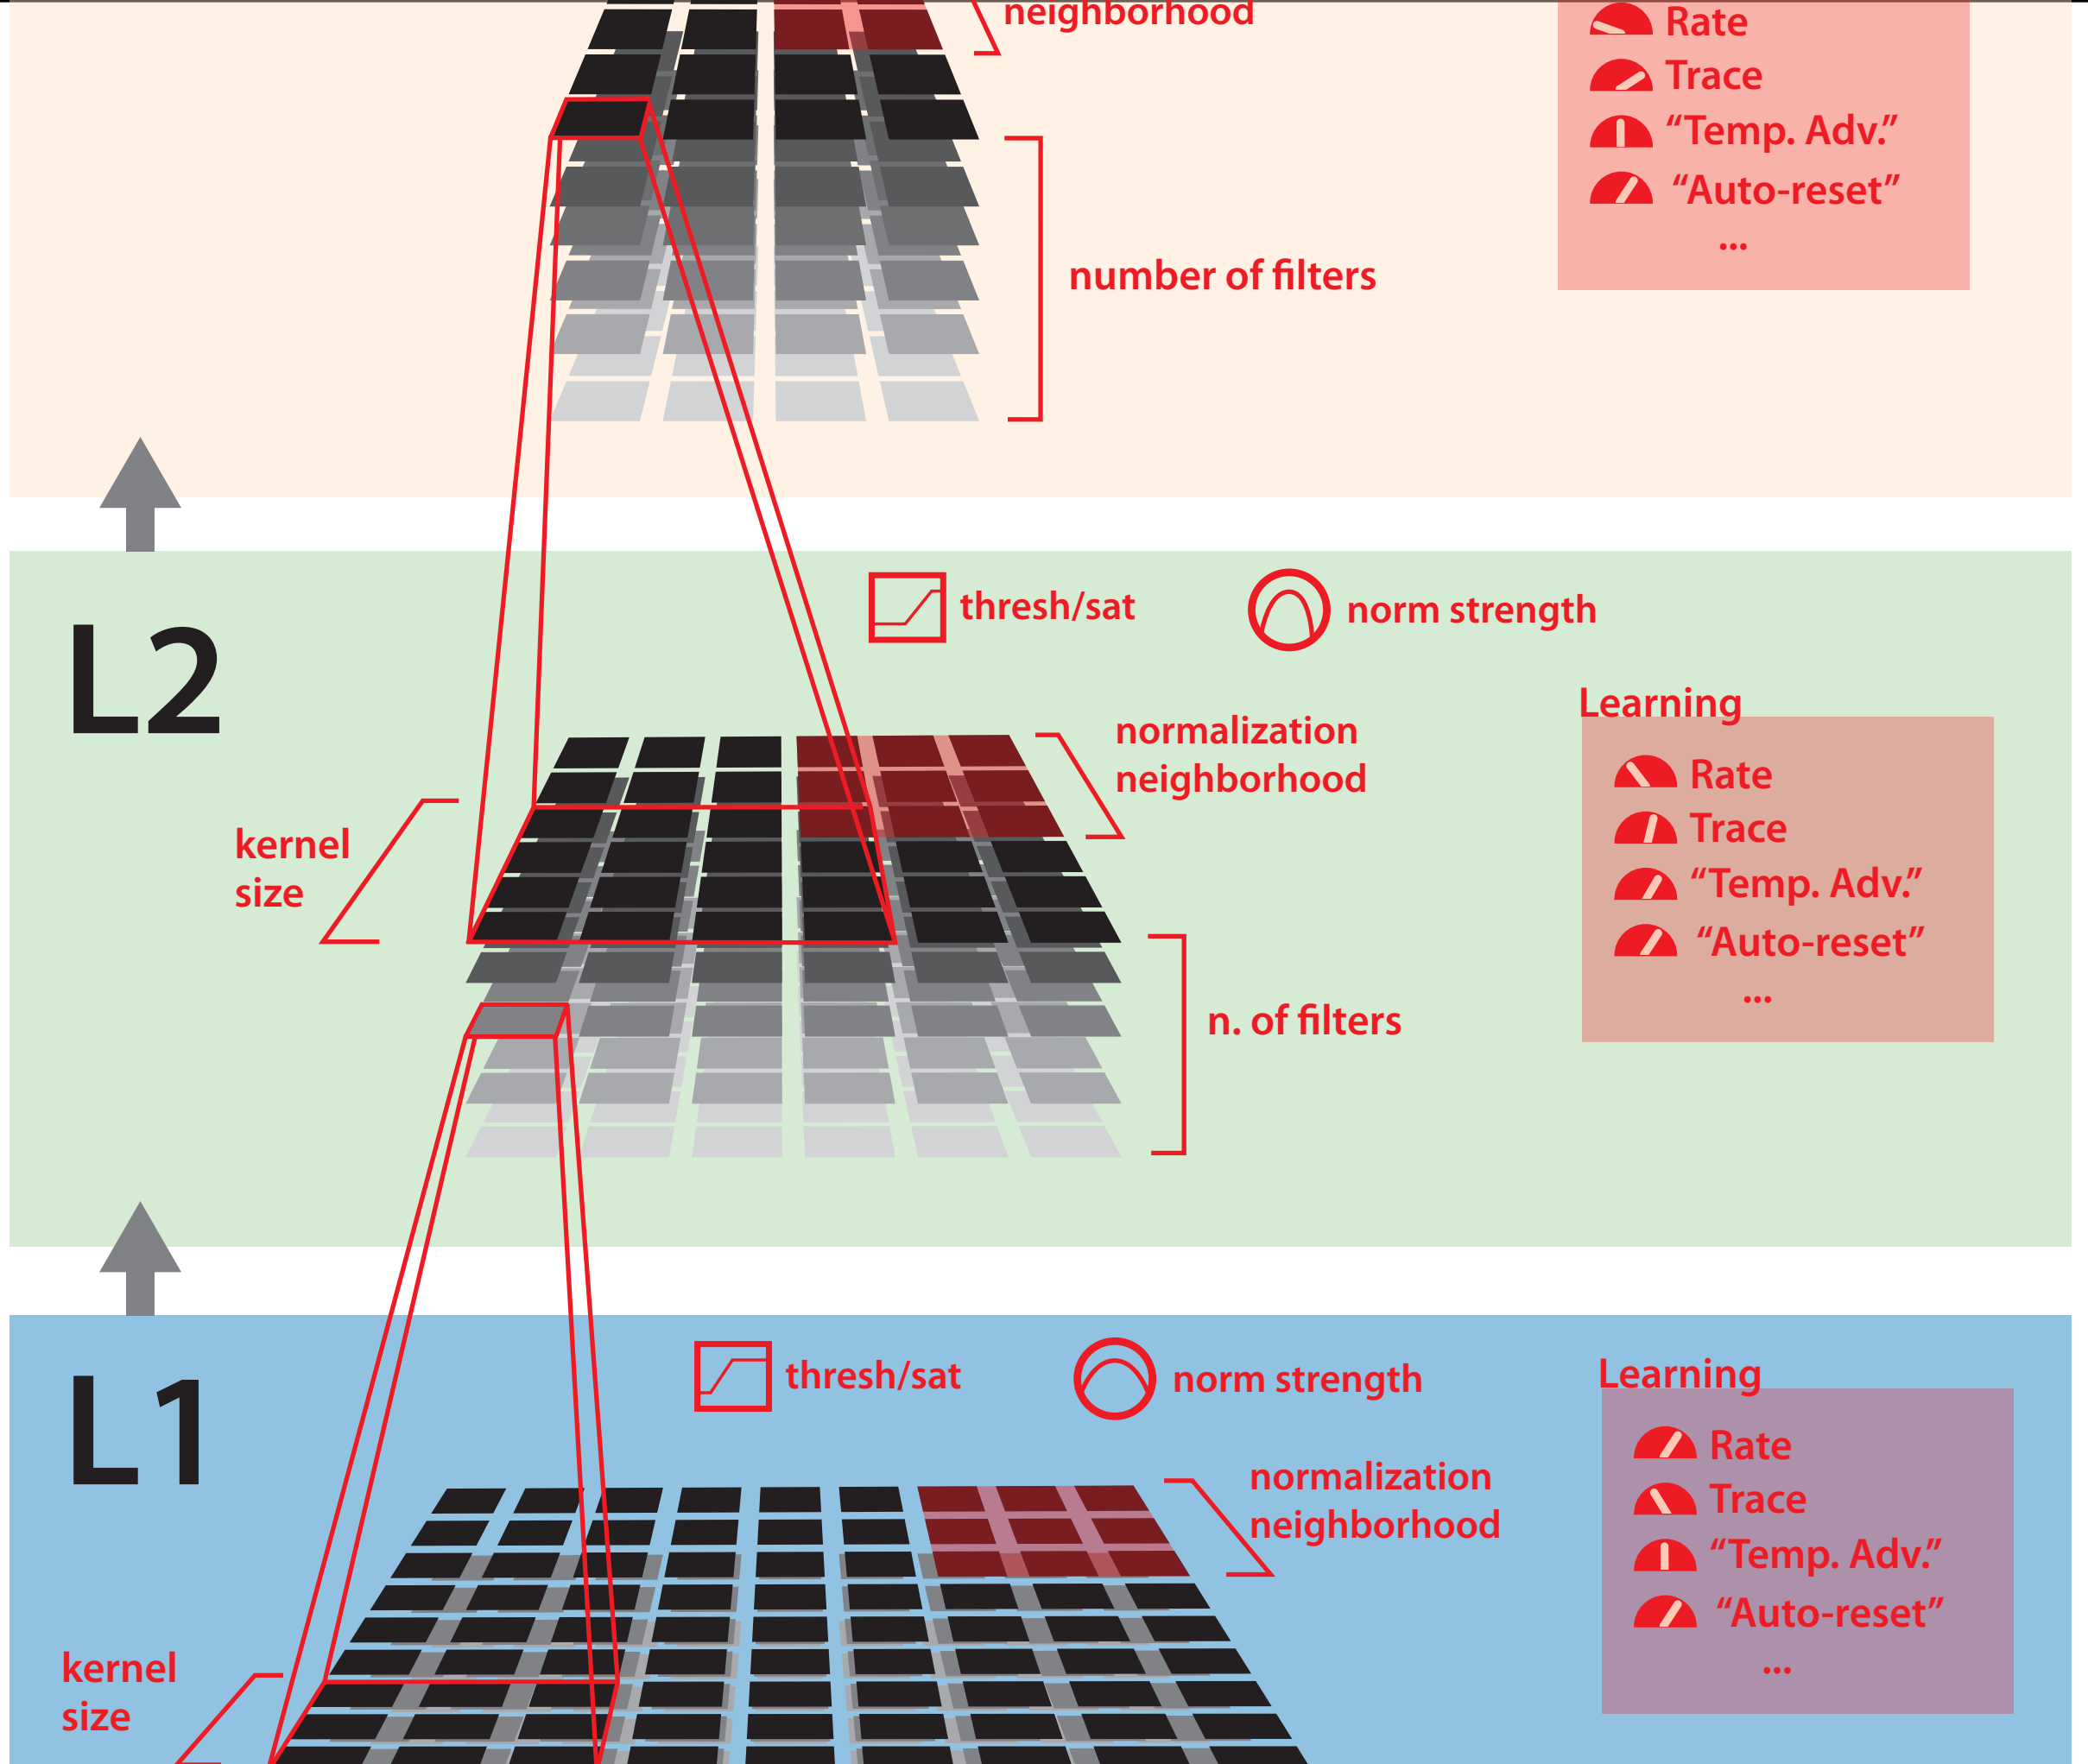 neighborhood
Rate
Trace
“Temp. Adv.”
“Auto-reset”
...
number of filters
L2
thresh/sat
norm strength
Learning
normalization
neighborhood
Rate
Trace
“Temp. Adv.”
“Auto-reset”
...
kernel
size
n. of filters
L1
thresh/sat
norm strength
Learning
normalization
neighborhood
Rate
Trace
“Temp. Adv.”
“Auto-reset”
...
kernel
size